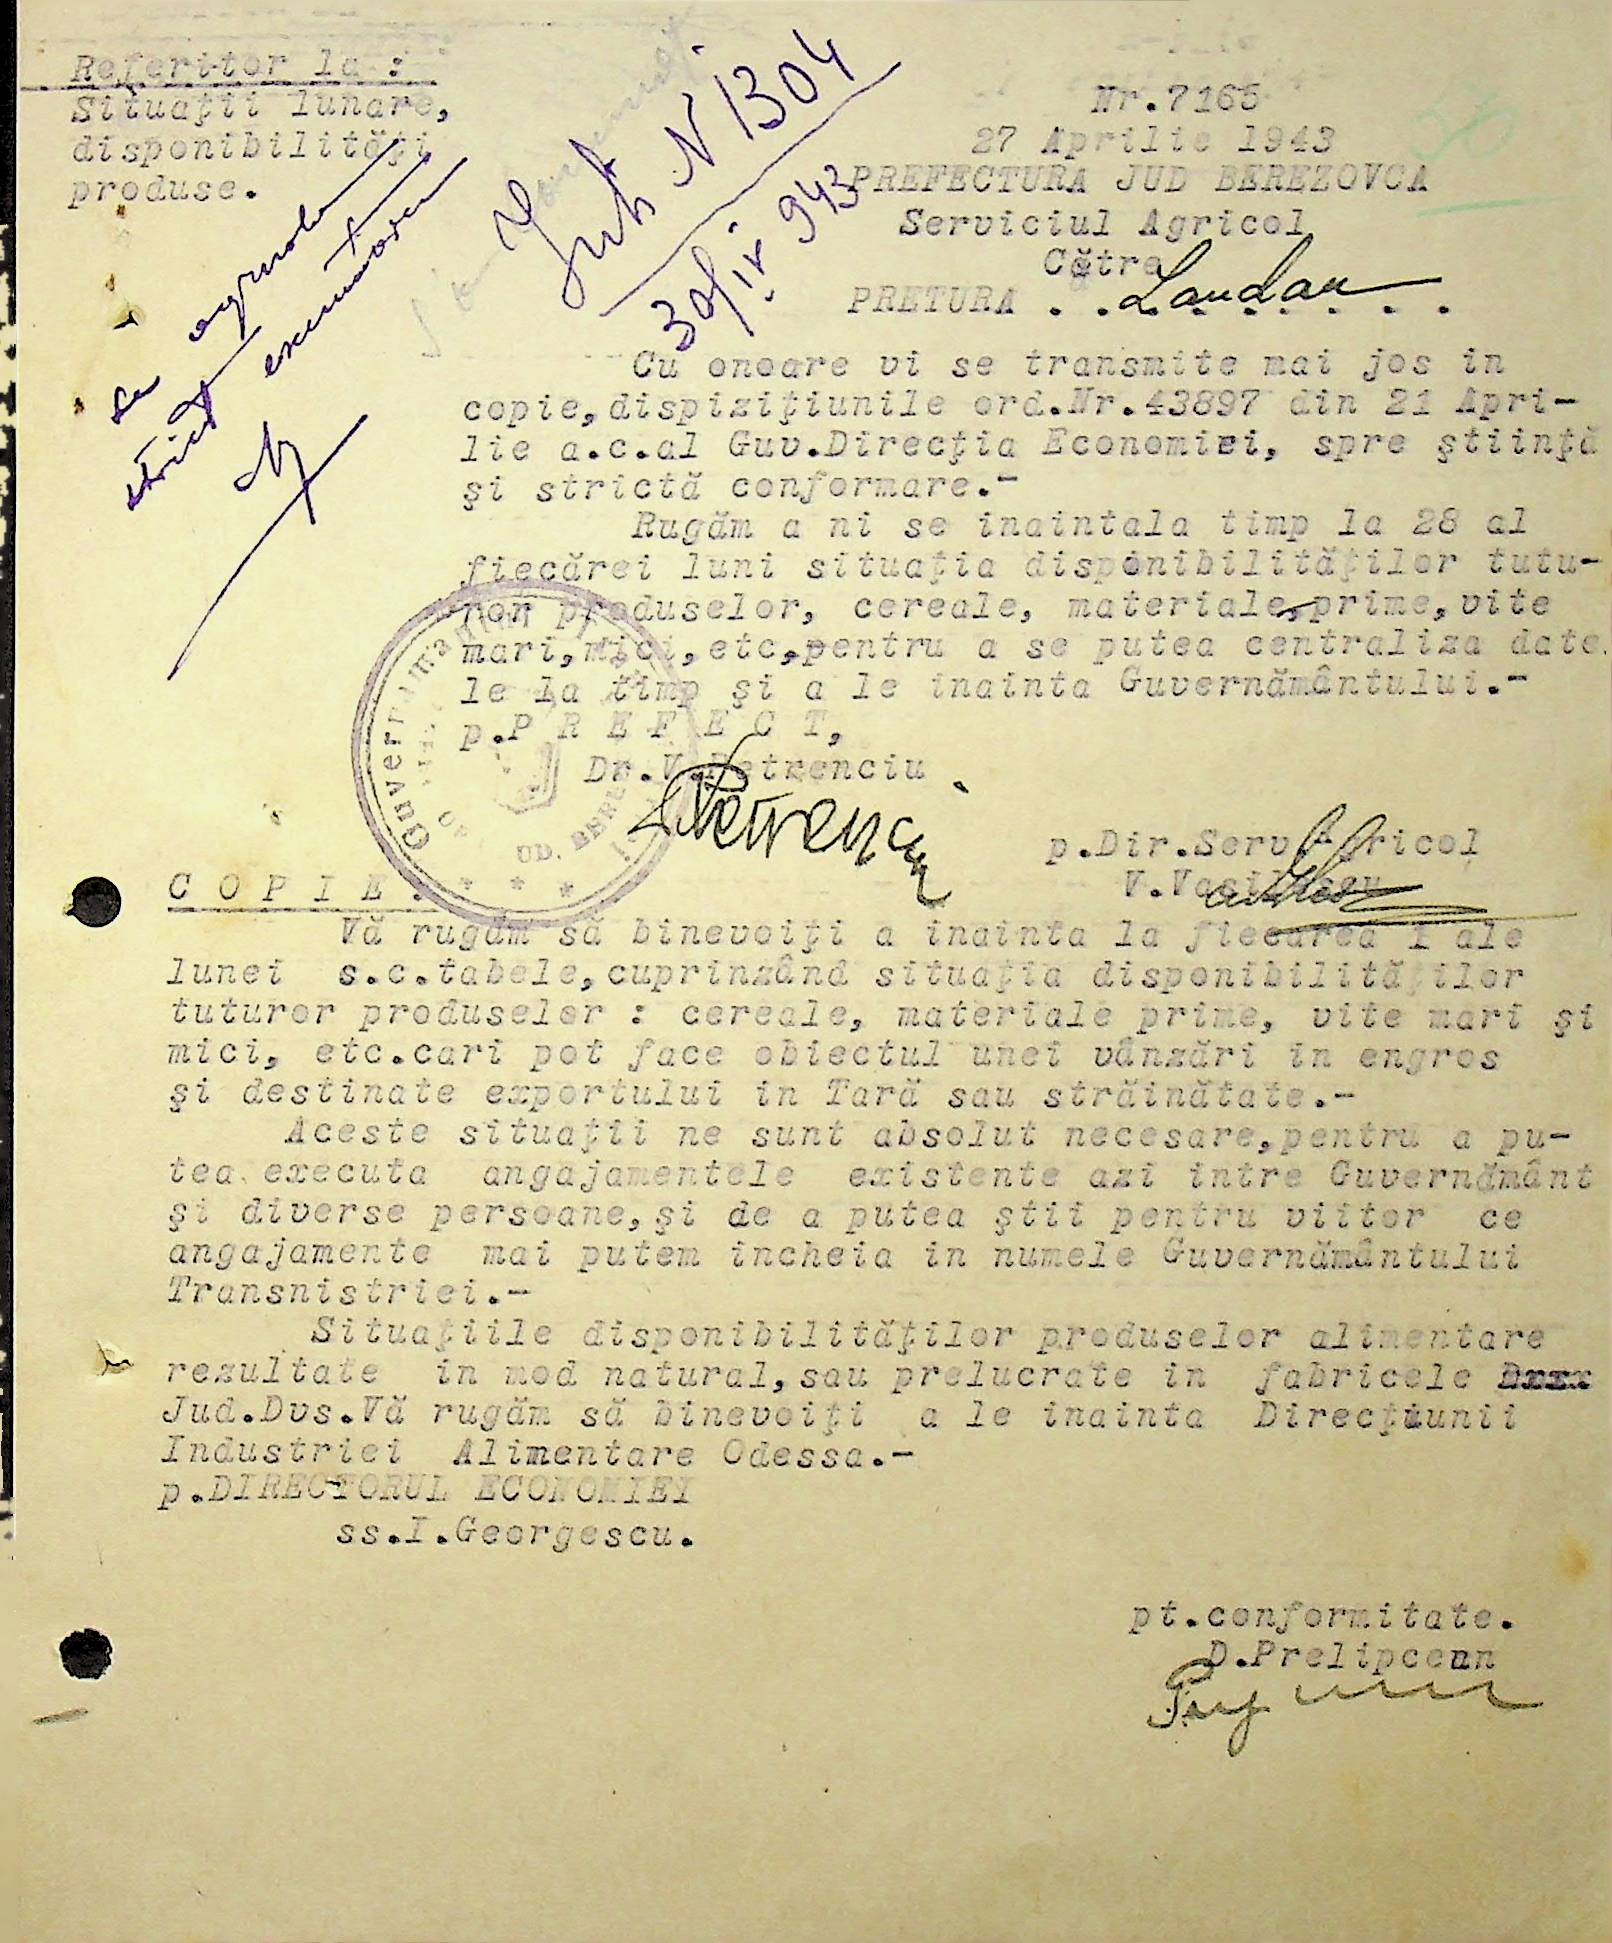 Referitor la :
Situaţii lunare,
disponibilităţi
produse.
Nr.7165
27 Aprilie 1943
PREFECTURA JUD BEREZOVCA
Serviciul Agricol
Către
PRETURA . . Landau . . .
N 1304
30/IV 943
Cu onoare vi se transmite mai jos in
copie,dispiziţiunile ord.Nr.43897 din 21 Apri-
lie a.c.al Guv.Direcţia Economiei, spre ştiinţă
şi strictă conformare.-
Rugăm a ni se inaintala timp la 28 al
fiecărei luni situaţia disponibilităţilor tutu-
ror produselor, cereale, materiale,prime,vite
mari,mici,etc,pentru a se putea centraliza date
le la timp şi a le inainta Guvernământului.-
p.P R E F E C T,
Dr.V.Petrenciu
p.Dir.Serv.Agricol
V.Vasilescu
C O P I E .
Vă rugăm să binevoiţi a inainta la fiecarea 1 ale
lunei s.c.tabele,cuprinzând situaţia disponibilităţilor
tuturor produselor : cereale, materiale prime, vite mari şi
mici, etc.cari pot face obiectul unei vânzări in engros
şi destinate exportului in Tară sau străinătate.-
Aceste situaţii ne sunt absolut necesare,pentru a pu-
tea executa angajamentele existente azi intre Guvernământ
şi diverse persoane,şi de a putea ştii pentru viitor ce
angajamente mai putem incheia in numele Guvernământului
Transnistriei.-
Situaţiile disponibilităţilor produselor alimentare
rezultate in mod natural,sau prelucrate in fabricele
Jud.Dvs.Vă rugăm să binevoiţi a le inainta Direcţiunii
Industriei Alimentare Odessa.-
p.DIRECTORUL ECONOMIEI
ss.I.Georgescu.
pt.conformitate.
D.Prelipcean